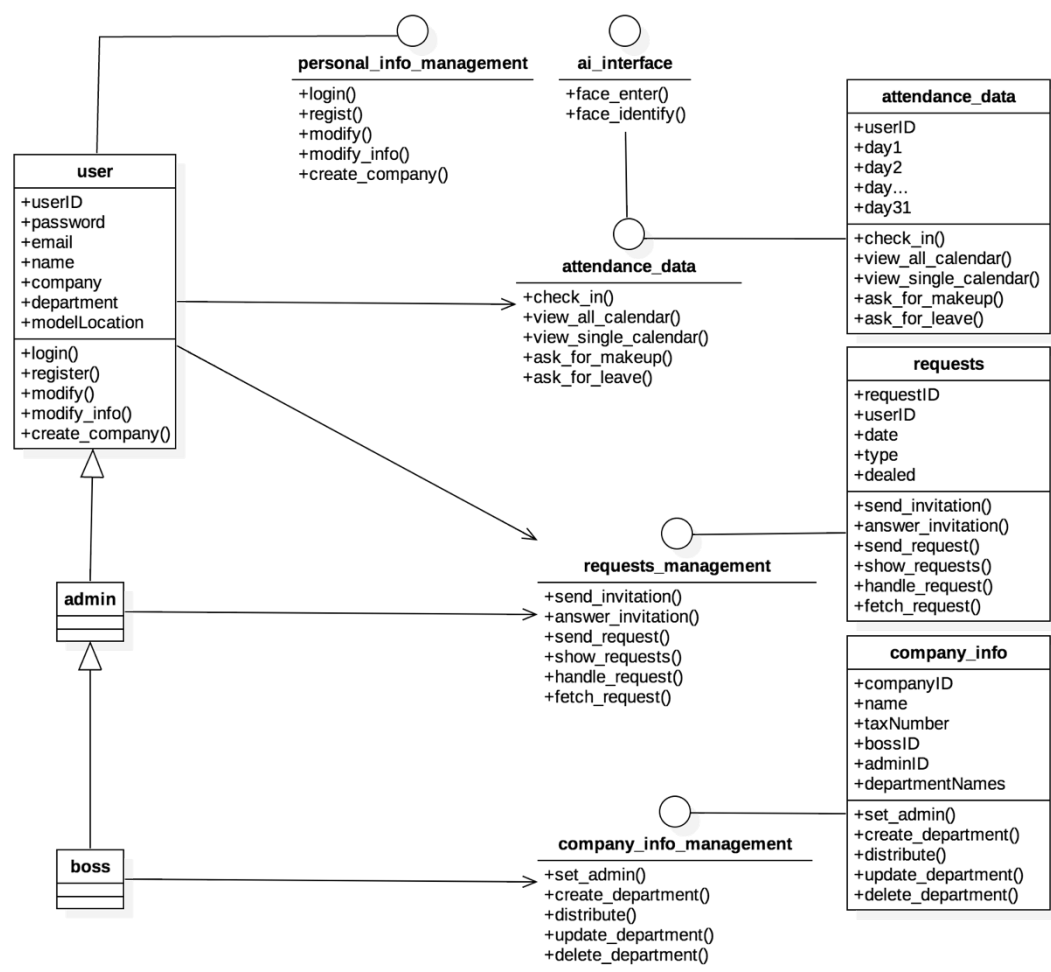 personal_info_management
+login()
+regist()
+modify()
+modify_info()
+create_company()
ai_interface
+face_enter()
+face_identify()
attendance_data
+userID
+day1
+day2
+day...
+day31
+check_in()
+view_all_calendar()
+view_single_calendar()
+ask_for_makeup()
+ask_for_leave()
user
+userID
+password
+email
+name
+company
+department
+modelLocation
+login()
+register()
+modify()
+modify_info()
+create_company()
attendance_data
+check_in()
+view_all_calendar()
+view_single_calendar()
+ask_for_makeup()
+ask_for_leave()
requests
+requestID
+userID
+date
+type
+dealed
+send_invitation()
+answer_invitation()
+send_request()
+show_requests()
+handle_request()
+fetch_request()
admin
requests_management
+send_invitation()
+answer_invitation()
+send_request()
+show_requests()
+handle_request()
+fetch_request()
company_info
+companyID
+name
+taxNumber
+bossID
+adminID
+departmentNames
+set_admin()
+create_department()
+distribute()
+update_department()
+delete_department()
boss
company_info_management
+set_admin()
+create_department()
+distribute()
+update_department()
+delete_department()